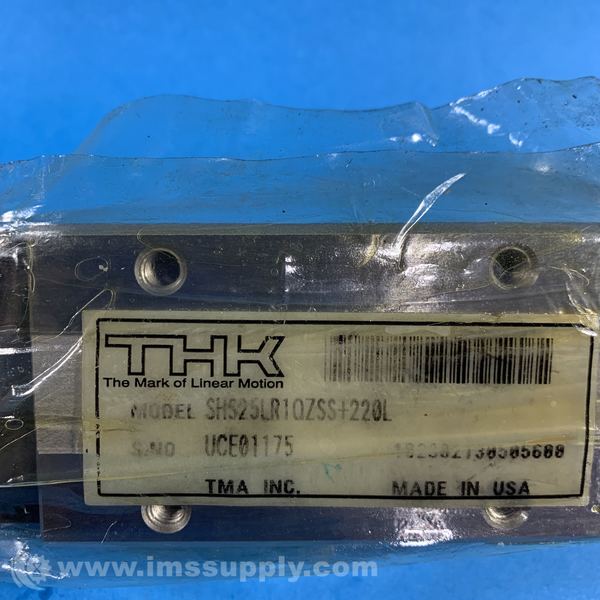 THK
The Mark of Linear Motion
MODEL SHS25LR1QZSS+220L
S/NO UCE01175
TMA INC. MADE IN USA
www.imssupply.com